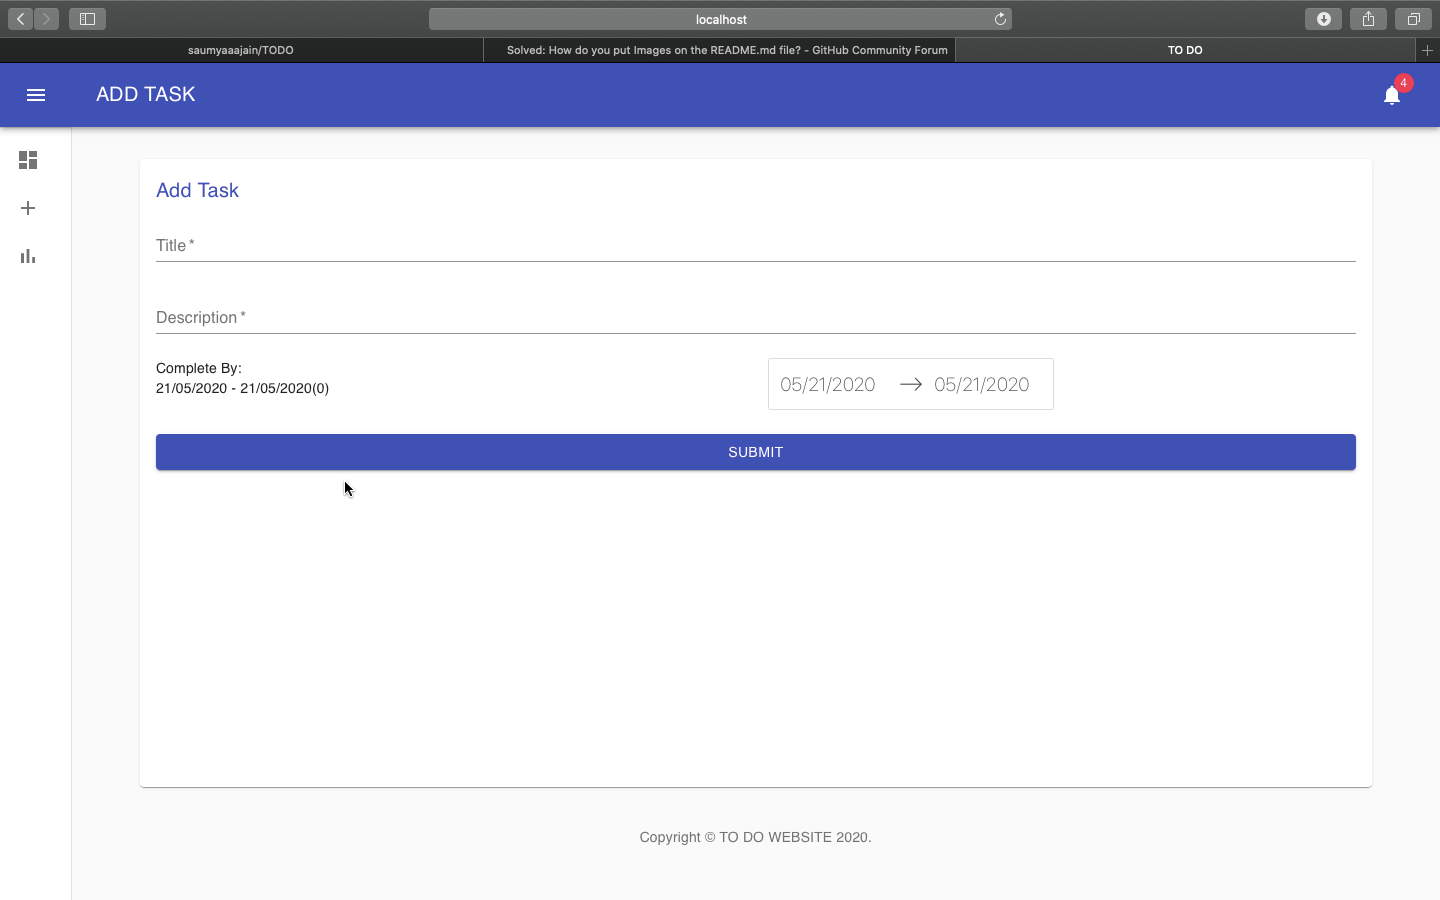 localhost
saumyaaajain/TODO
Solved: How do you put Images on the README.md file? - GitHub Community Forum
TO DO
ADD TASK
4
Add Task
Title *
Description *
Complete By:
21/05/2020 - 21/05/2020(0)
05/21/2020
05/21/2020
SUBMIT
Copyright © TO DO WEBSITE 2020.